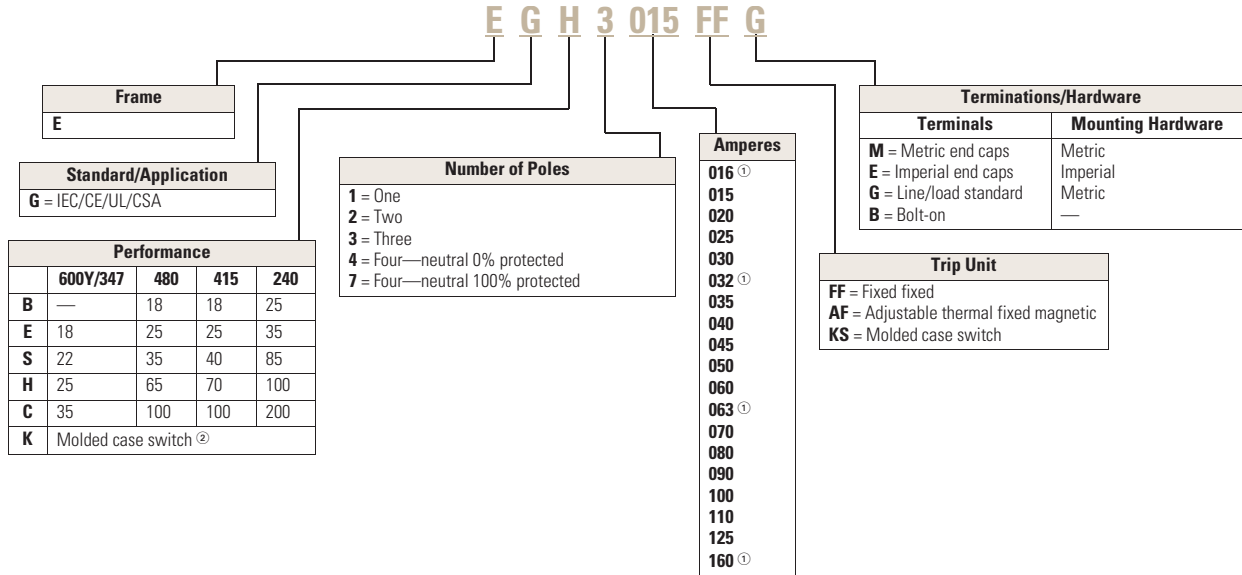 E G H 3 015 FF G
Frame
E
Standard/Application
G = IEC/CE/UL/CSA
Performance
600Y/347 480 415 240
B — 18 18 25
E 18 25 25 35
S 22 35 40 85
H 25 65 70 100
C 35 100 100 200
K Molded case switch ②
Number of Poles
1 = One
2 = Two
3 = Three
4 = Four—neutral 0% protected
7 = Four—neutral 100% protected
Amperes
016 ①
015
020
025
030
032 ①
035
040
045
050
060
063 ①
070
080
090
100
110
125
160 ①
Trip Unit
FF = Fixed fixed
AF = Adjustable thermal fixed magnetic
KS = Molded case switch
Terminations/Hardware
Terminals Mounting Hardware
M = Metric end caps Metric
E = Imperial end caps Imperial
G = Line/load standard Metric
B = Bolt-on —